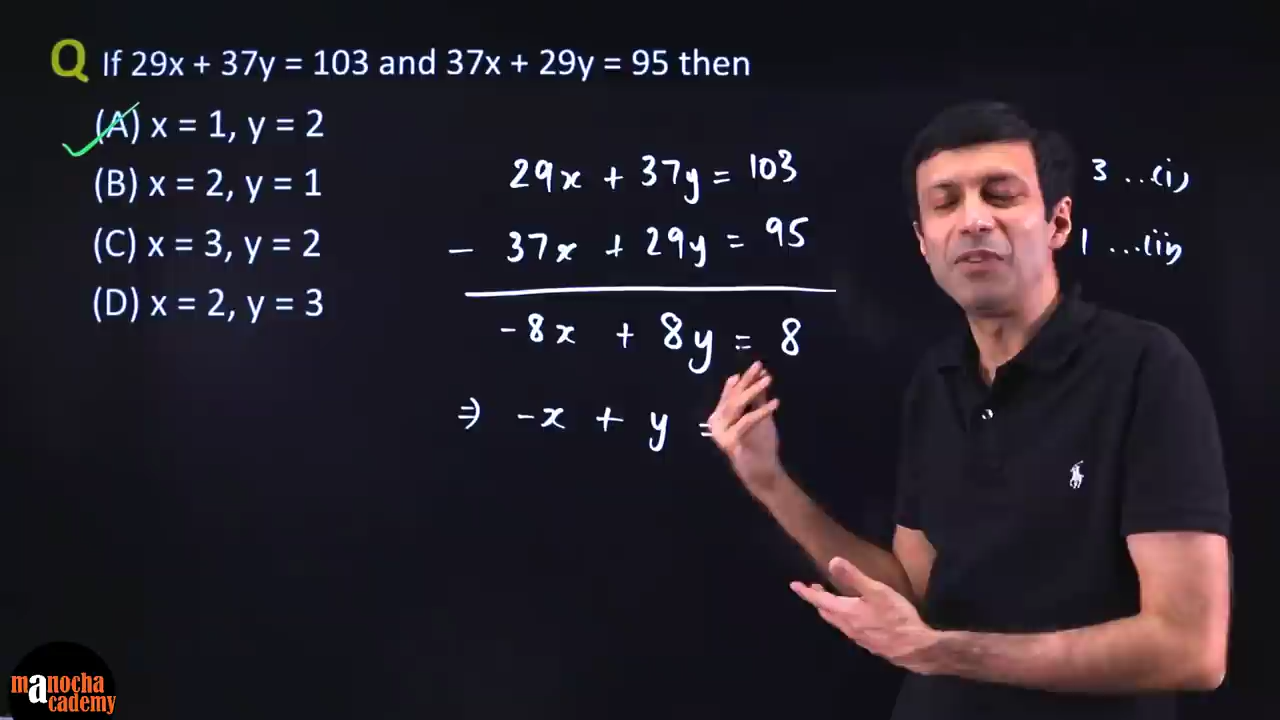 Q If 29x + 37y = 103 and 37x + 29y = 95 then
(A) x = 1, y = 2
(B) x = 2, y = 1
(C) x = 3, y = 2
(D) x = 2, y = 3
29x + 37y = 103
- 37x + 29y = 95
-8x + 8y = 8
⇒ -x + y =
3 ...(i)
1 ...(ii)
manocha
academy